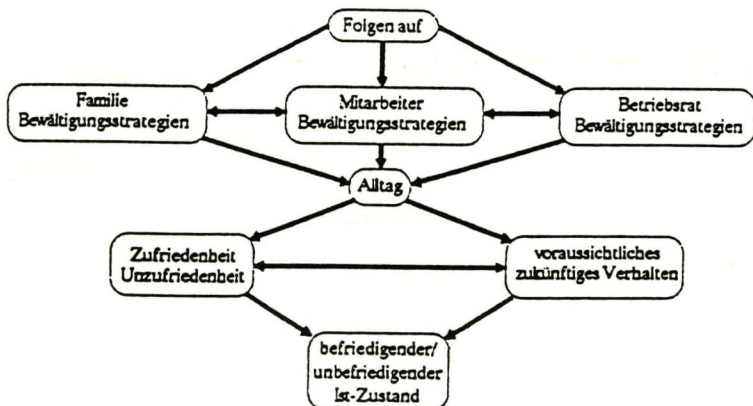 Folgen auf
Familie
Bewältigungsstrategien
Mitarbeiter
Bewältigungsstrategien
Betriebsrat
Bewältigungsstrategien
Alltag
Zufriedenheit
Unzufriedenheit
voraussichtliches
zukünftiges Verhalten
befriedigender/
unbefriedigender
Ist-Zustand